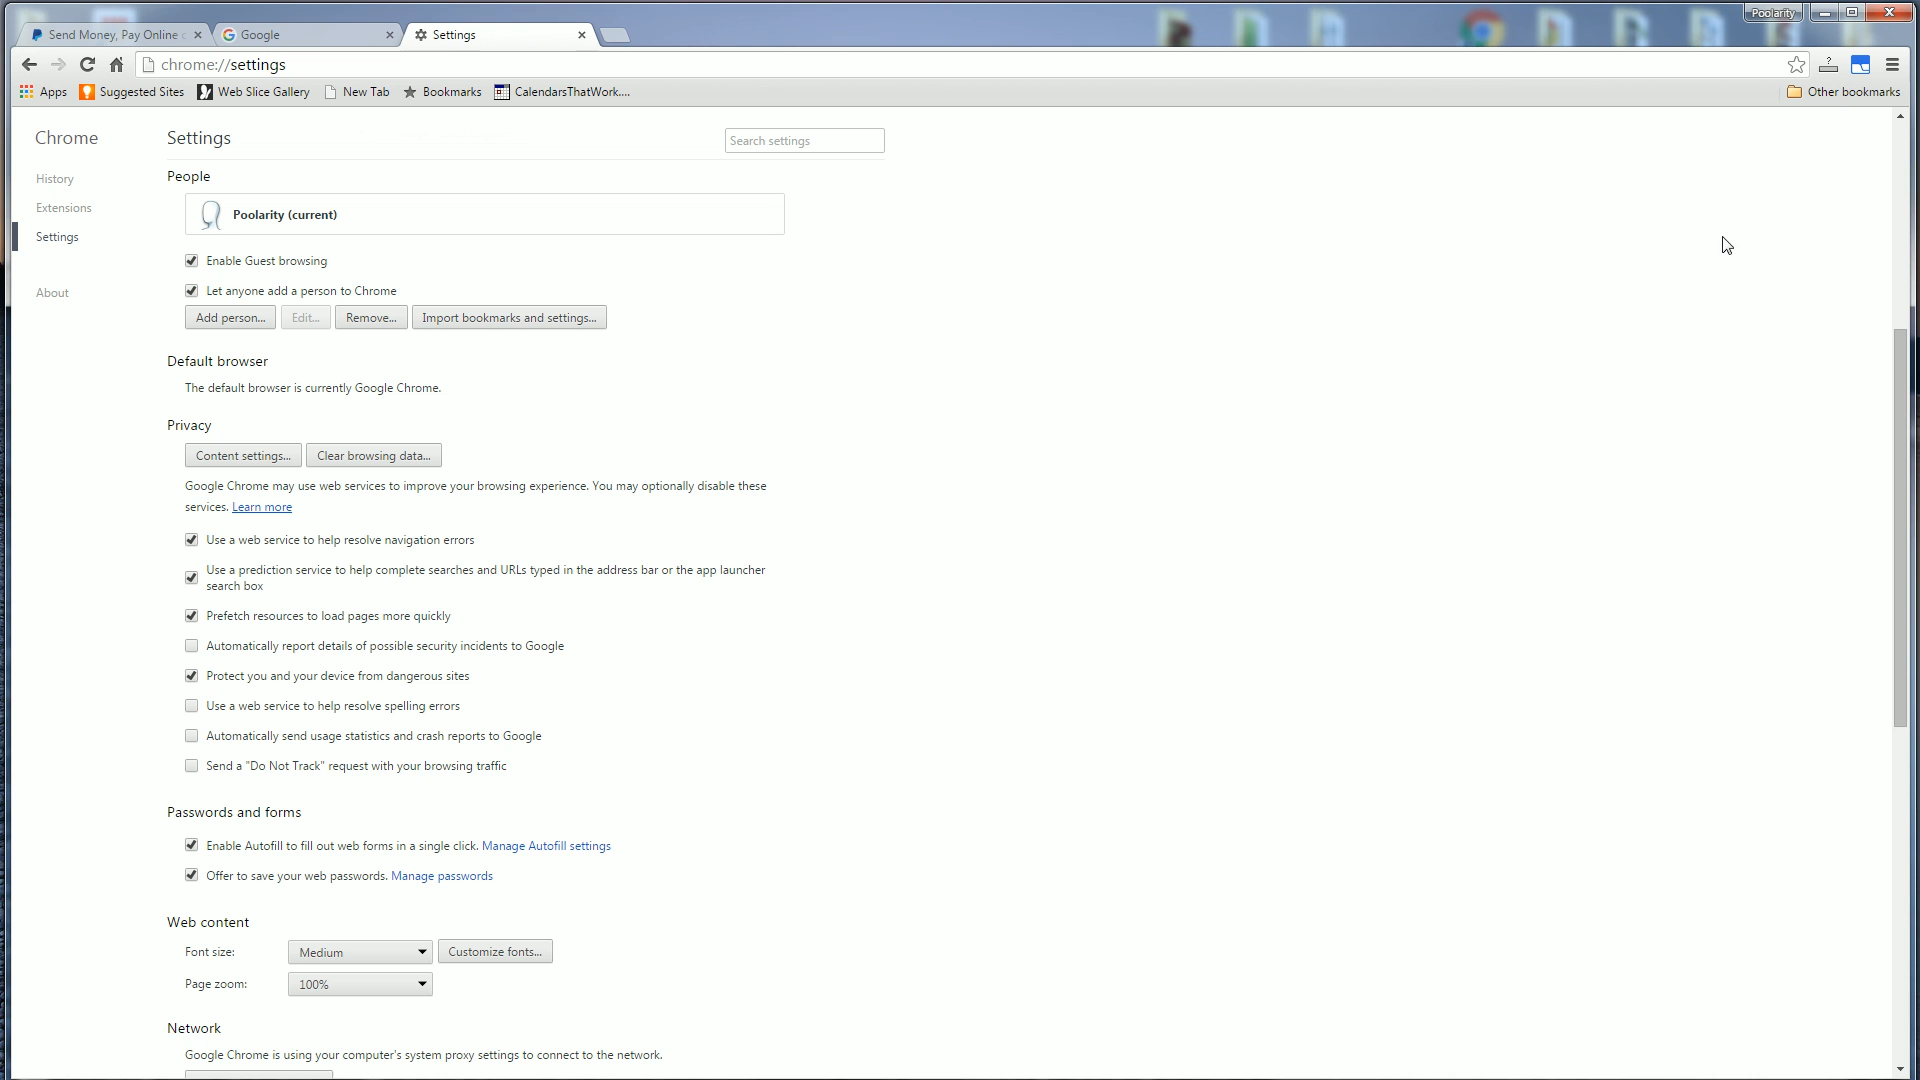 Poolarity
Send Money, Pay Online
Google
Settings
chrome://settings
Apps
Suggested Sites
Web Slice Gallery
New Tab
Bookmarks
CalendarsThatWork....
Other bookmarks
Chrome
History
Extensions
Settings
About
Settings
Search settings
People
Poolarity (current)
Enable Guest browsing
Let anyone add a person to Chrome
Add person... Edit... Remove... Import bookmarks and settings...
Default browser
The default browser is currently Google Chrome.
Privacy
Content settings... Clear browsing data...
Google Chrome may use web services to improve your browsing experience. You may optionally disable these
services. Learn more
Use a web service to help resolve navigation errors
Use a prediction service to help complete searches and URLs typed in the address bar or the app launcher
search box
Prefetch resources to load pages more quickly
Automatically report details of possible security incidents to Google
Protect you and your device from dangerous sites
Use a web service to help resolve spelling errors
Automatically send usage statistics and crash reports to Google
Send a "Do Not Track" request with your browsing traffic
Passwords and forms
Enable Autofill to fill out web forms in a single click. Manage Autofill settings
Offer to save your web passwords. Manage passwords
Web content
Font size: Medium Customize fonts...
Page zoom: 100%
Network
Google Chrome is using your computer's system proxy settings to connect to the network.